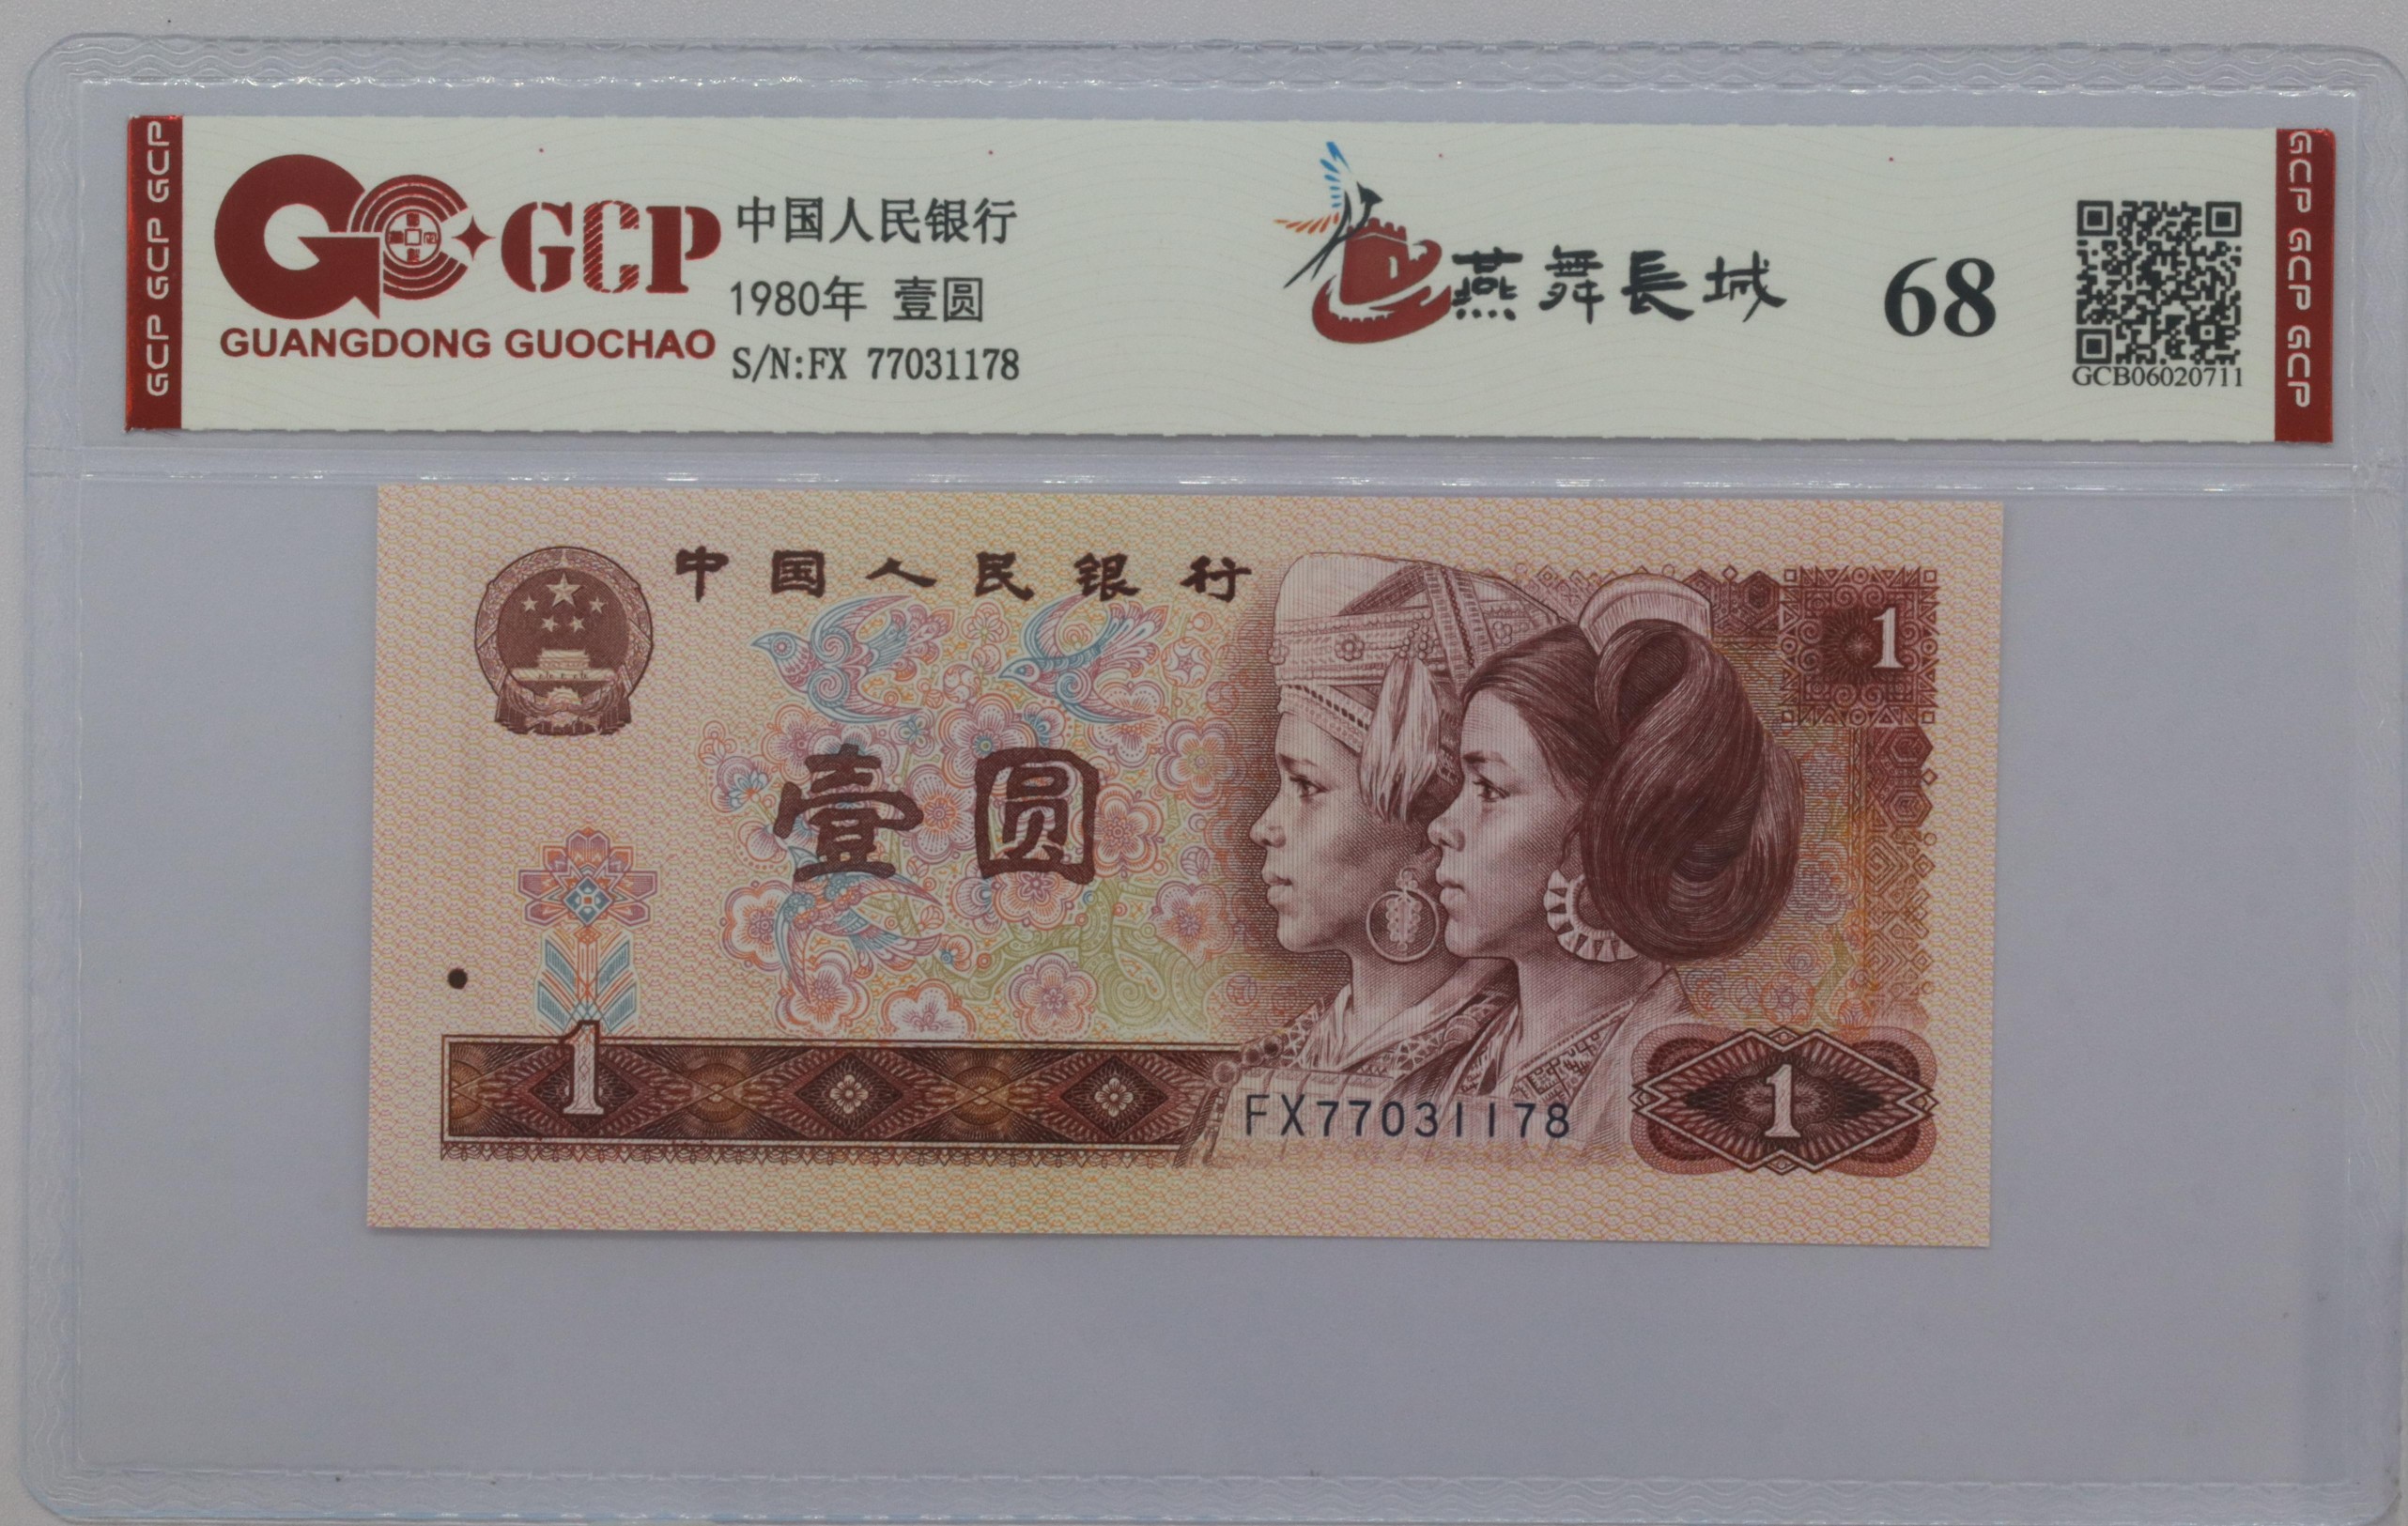 GCP GCP GCP
GCP
GUANGDONG GUOCHAO
中国人民银行
1980年 壹圆
S/N:FX 77031178
燕舞長城
68
GCB06020711
GCP GCP GCP
中国人民银行
1
壹圆
1
FX77031178
1